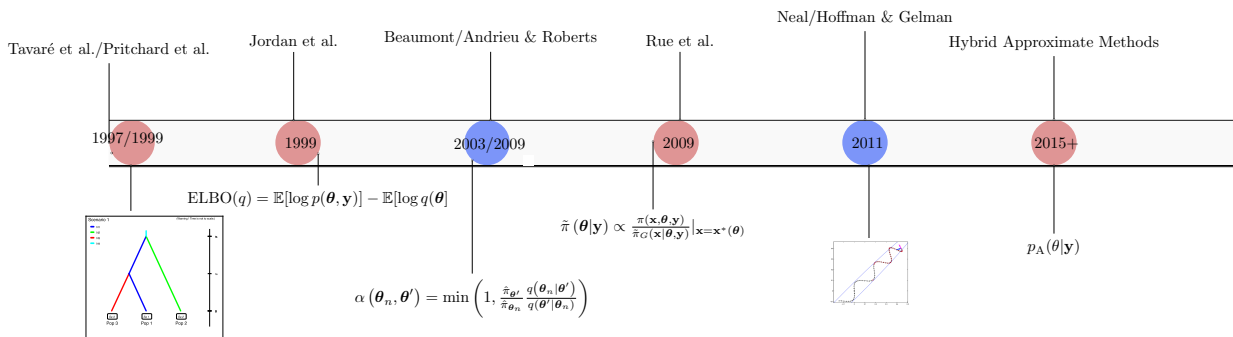 Neal/Hoffman & Gelman
Tavaré et al./Pritchard et al.
Jordan et al.
Beaumont/Andrieu & Roberts
Rue et al.
Hybrid Approximate Methods
1997/1999
1999
2003/2009
2009
2011
2015+
ELBO(q) = 𝔼[log p(θ, y)] − 𝔼[log q(θ]
π̃ (θ|y) ∝ π(x,θ,y) / π̃_G(x|θ,y) |_{x=x*(θ)}
p_A(θ|y)
α (θ_n, θ′) = min (1, π̂_θ′ / π̂_θ_n q(θ_n|θ′) / q(θ′|θ_n))
Scenario 1
Pop 3 Pop 1 Pop 2